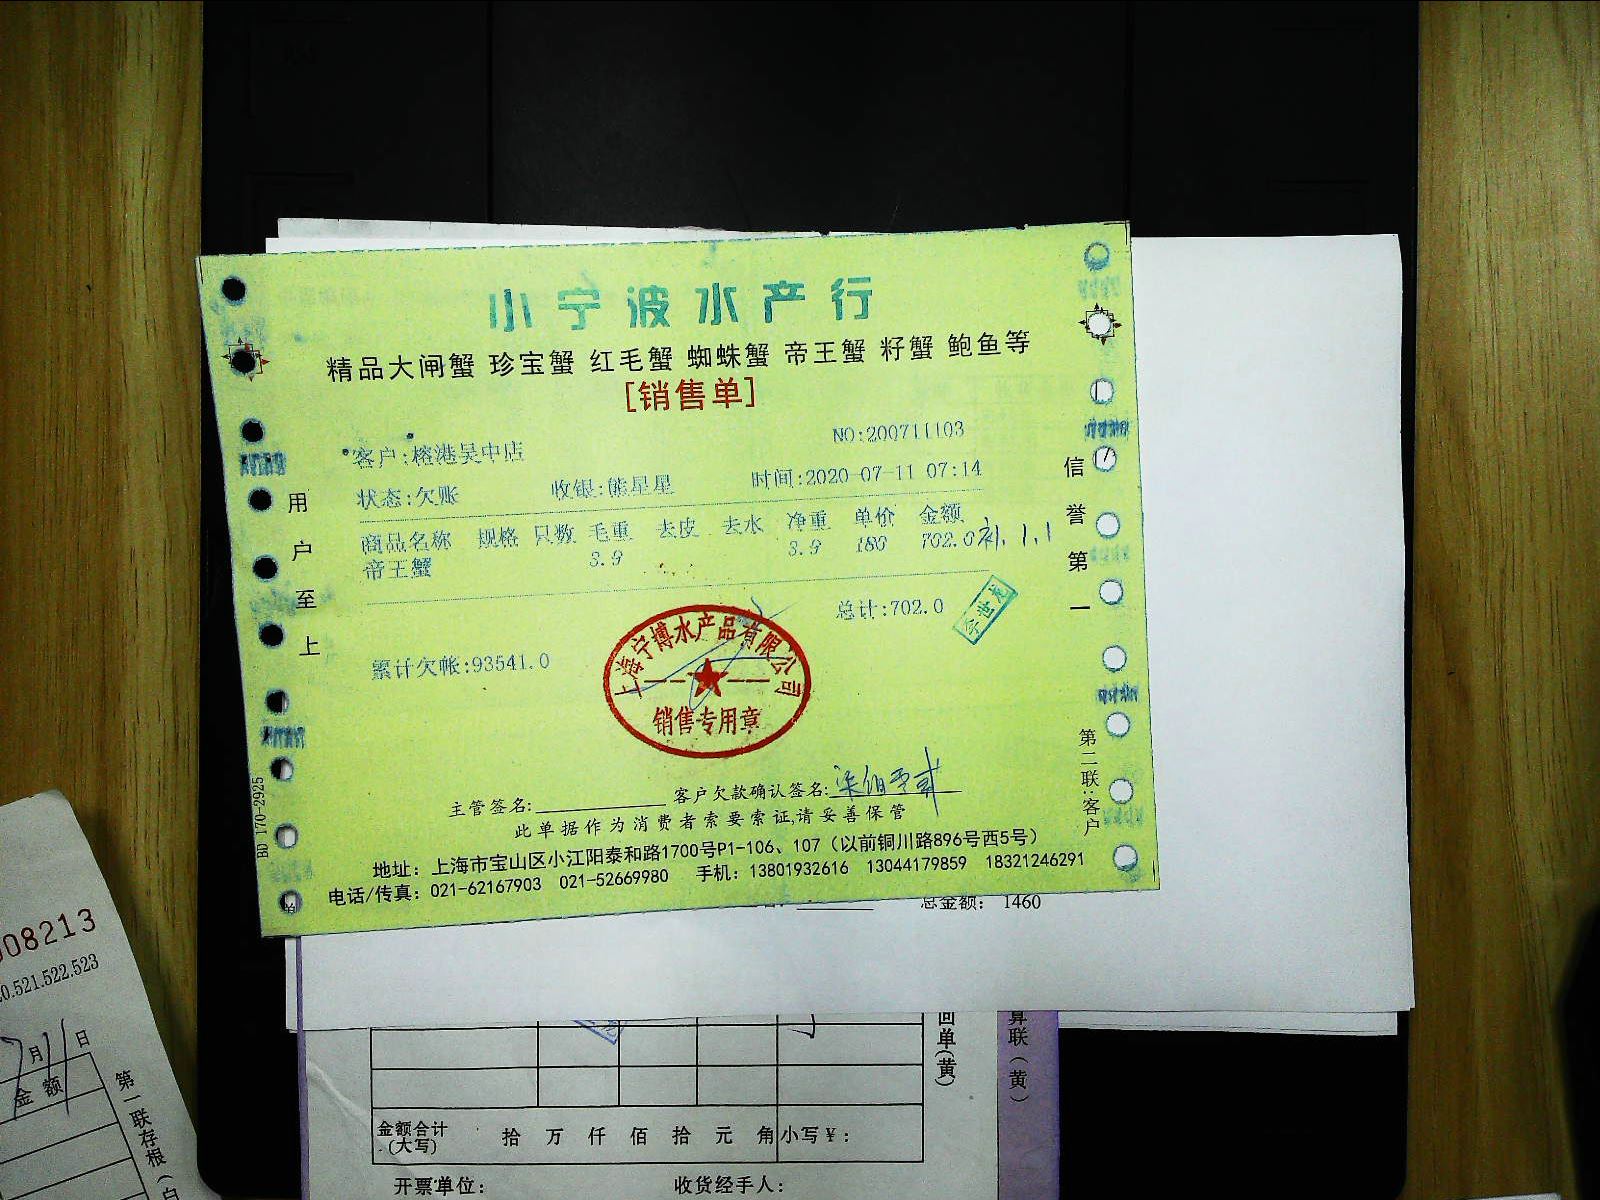 小宁波水产行
精品大闸蟹 珍宝蟹 红毛蟹 蜘蛛蟹 帝王蟹 籽蟹 鲍鱼等
[销售单]
NO:200711103
客户:榕港吴中店
状态:欠账 收银:熊星星 时间:2020-07-11 07:14
商品名称 规格 只数 毛重 去皮 去水 净重 单价 金额
帝王蟹 3.9 3.9 180 702.0
总计:702.0
李世龙
累计欠帐:93541.0
上海宁博水产品有限公司
销售专用章
主管签名: 客户欠款确认签名:
此单据作为消费者索要索证,请妥善保管
地址：上海市宝山区小江阳泰和路1700号P1-106、107（以前铜川路896号西5号）
电话/传真：021-62167903 021-52669980 手机：13801932616 13044179859 18321246291
用户至上
信誉第一
第二联:客户
BD 170-2925
总金额： 1460
08213
0.521.522.523
7月11日
金额
第一联存根(白
回单(黄)
算联(黄)
金额合计
(大写) 拾 万 仟 佰 拾 元 角 小写¥：
开票单位： 收货经手人：